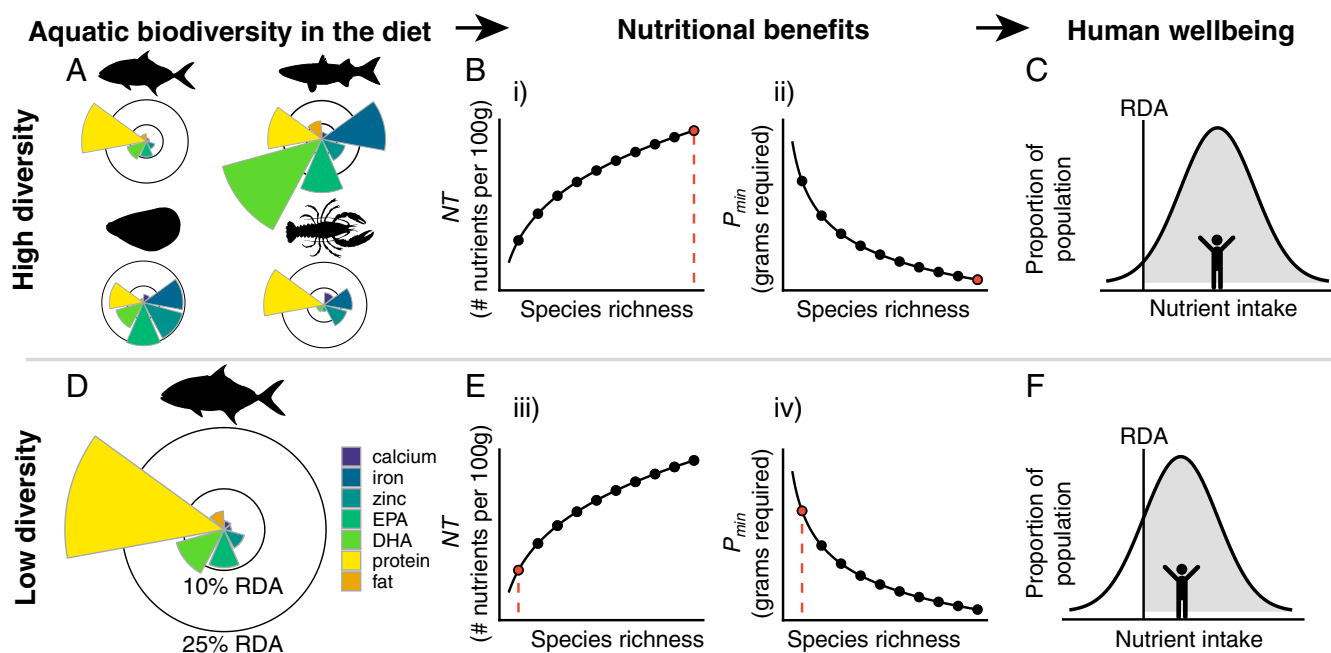 Aquatic biodiversity in the diet
Nutritional benefits
Human wellbeing
High diversity
A
B
i)
NT
(# nutrients per 100g)
Species richness
ii)
Pmin
(grams required)
Species richness
C
RDA
Proportion of
population
Nutrient intake
Low diversity
D
10% RDA
25% RDA
calcium
iron
zinc
EPA
DHA
protein
fat
E
iii)
NT
(# nutrients per 100g)
Species richness
iv)
Pmin
(grams required)
Species richness
F
RDA
Proportion of
population
Nutrient intake